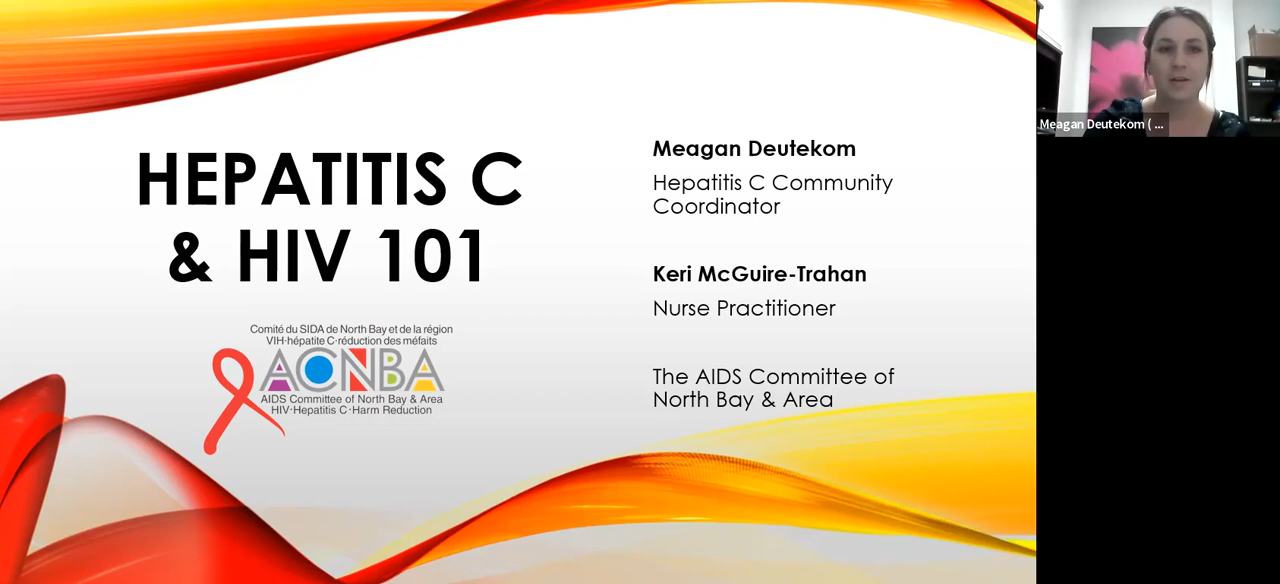 HEPATITIS C
& HIV 101
Comité du SIDA de North Bay et de la région
VIH·hépatite C·réduction des méfaits
ACNBA
AIDS Committee of North Bay & Area
HIV·Hepatitis C·Harm Reduction
Meagan Deutekom
Hepatitis C Community
Coordinator
Keri McGuire-Trahan
Nurse Practitioner
The AIDS Committee of
North Bay & Area
Meagan Deutekom ( ...